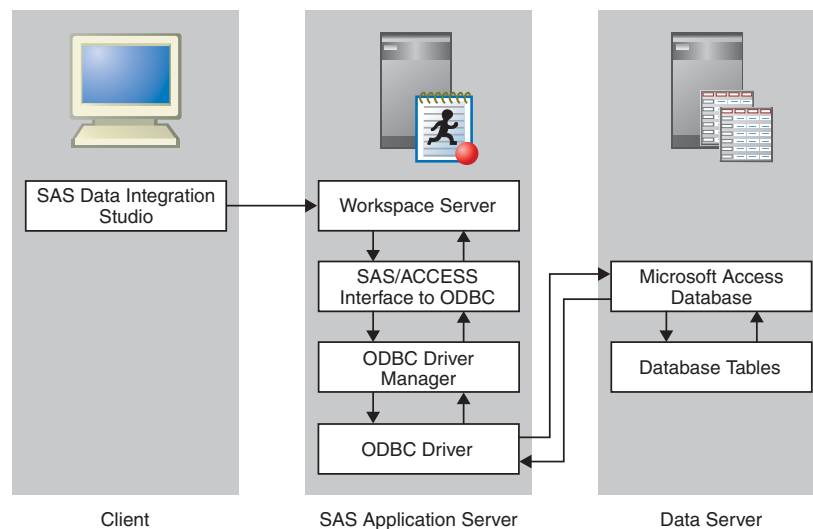 SAS Data Integration
Studio
Workspace Server
SAS/ACCESS
Interface to ODBC
ODBC Driver
Manager
ODBC Driver
Microsoft Access
Database
Database Tables
Client
SAS Application Server
Data Server